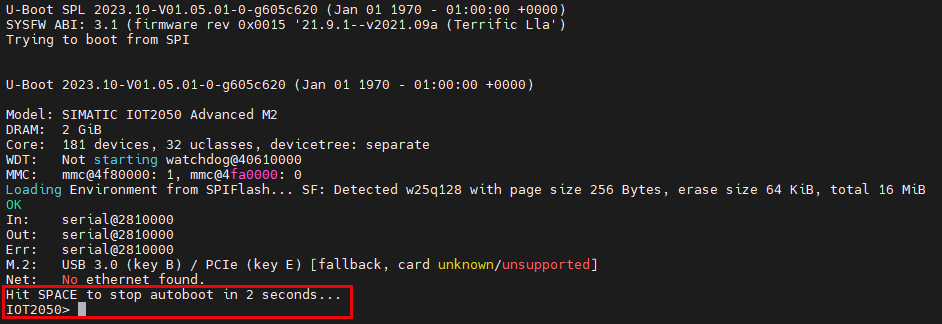 U-Boot SPL 2023.10-V01.05.01-0-g605c620 (Jan 01 1970 - 01:00:00 +0000)
SYSFW ABI: 3.1 (firmware rev 0x0015 '21.9.1--v2021.09a (Terrific Lla')
Trying to boot from SPI
U-Boot 2023.10-V01.05.01-0-g605c620 (Jan 01 1970 - 01:00:00 +0000)
Model: SIMATIC IOT2050 Advanced M2
DRAM:  2 GiB
Core:  181 devices, 32 uclasses, devicetree: separate
WDT:   Not starting watchdog@40610000
MMC:   mmc@4f80000: 1, mmc@4fa0000: 0
Loading Environment from SPIFlash... SF: Detected w25q128 with page size 256 Bytes, erase size 64 KiB, total 16 MiB
OK
In:    serial@2810000
Out:   serial@2810000
Err:   serial@2810000
M.2:   USB 3.0 (key B) / PCIe (key E) [fallback, card unknown/unsupported]
Net:   No ethernet found.
Hit SPACE to stop autoboot in 2 seconds...
IOT2050>